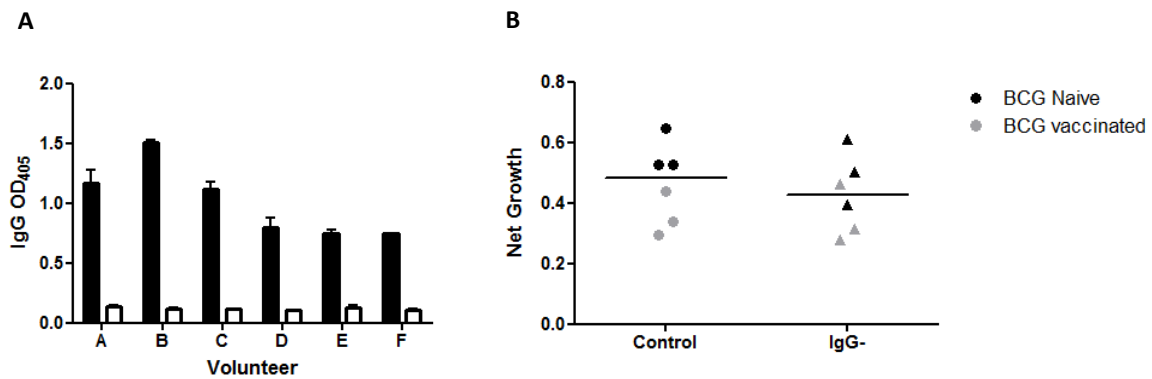 A
IgG OD405
2.0
1.5
1.0
0.5
0.0
A B C D E F
Volunteer
B
Net Growth
0.8
0.6
0.4
0.2
0.0
Control IgG-
BCG Naive
BCG vaccinated